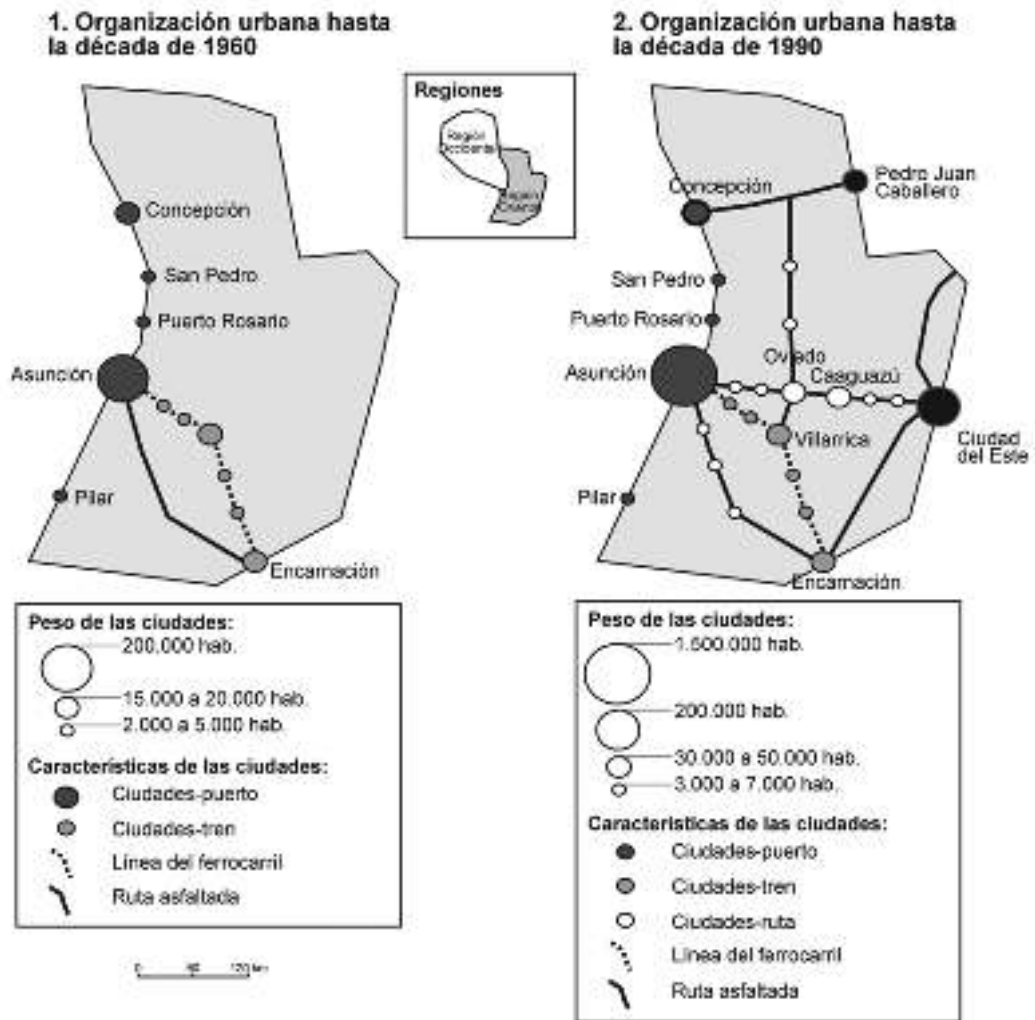 1. Organización urbana hasta
la década de 1960
Regiones
Región
Occidental
Región
Oriental
Concepción
San Pedro
Puerto Rosario
Asunción
Pilar
Encarnación
Peso de las ciudades:
200.000 hab.
15.000 a 20.000 hab.
2.000 a 5.000 hab.
Características de las ciudades:
Ciudades-puerto
Ciudades-tren
Línea del ferrocarril
Ruta asfaltada
0 60 120 km
2. Organización urbana hasta
la década de 1990
Concepción
Pedro Juan
Caballero
San Pedro
Puerto Rosario
Asunción
Oviedo
Caaguazú
Villarrica
Ciudad
del Este
Pilar
Encarnación
Peso de las ciudades:
1.500.000 hab.
200.000 hab.
30.000 a 50.000 hab.
3.000 a 7.000 hab.
Características de las ciudades:
Ciudades-puerto
Ciudades-tren
Ciudades-ruta
Línea del ferrocarril
Ruta asfaltada